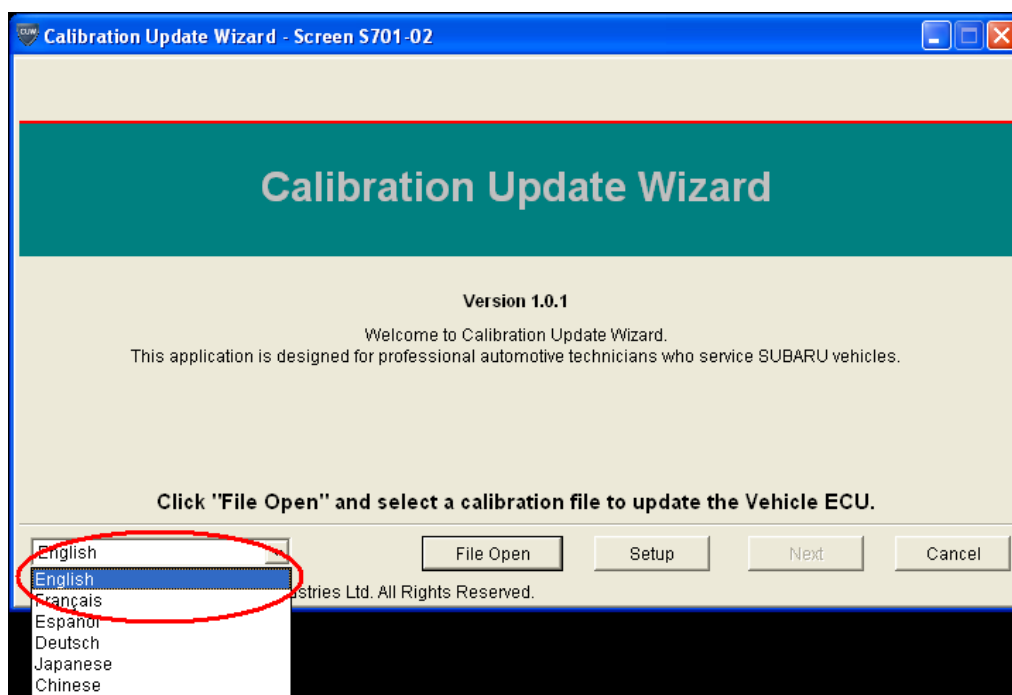 CUW Calibration Update Wizard - Screen S701-02
Calibration Update Wizard
Version 1.0.1
Welcome to Calibration Update Wizard.
This application is designed for professional automotive technicians who service SUBARU vehicles.
Click "File Open" and select a calibration file to update the Vehicle ECU.
English File Open Setup Next Cancel
English
ustries Ltd. All Rights Reserved.
Français
Español
Deutsch
Japanese
Chinese